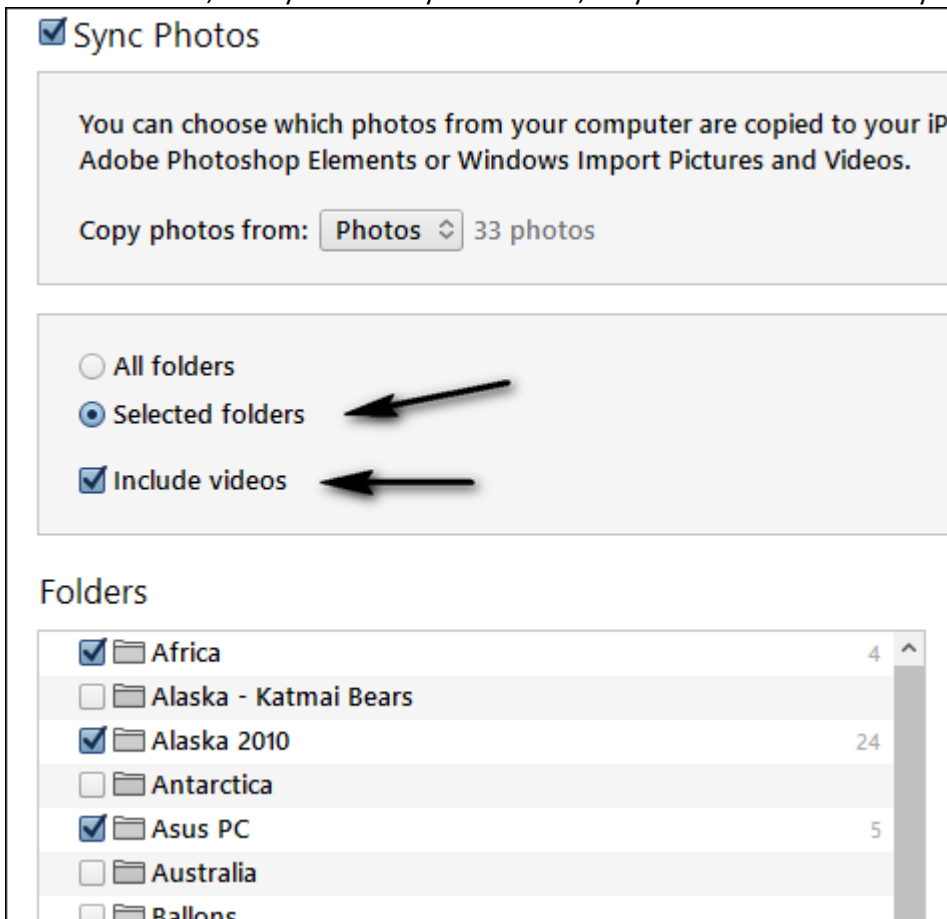 Sync Photos
You can choose which photos from your computer are copied to your iP
Adobe Photoshop Elements or Windows Import Pictures and Videos.
Copy photos from: Photos 33 photos
All folders
Selected folders
Include videos
Folders
Africa 4
Alaska - Katmai Bears
Alaska 2010 24
Antarctica
Asus PC 5
Australia
Ballons